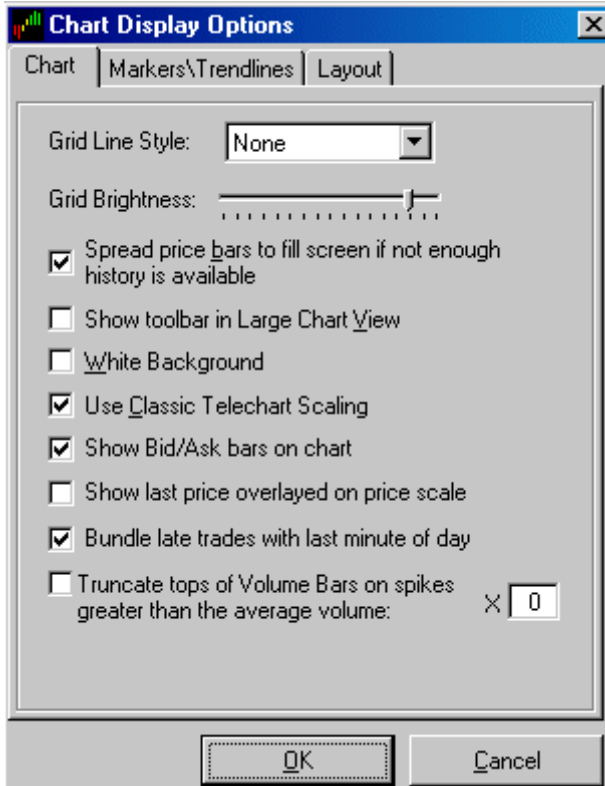 Chart Display Options
Chart
Markers\Trendlines
Layout
Grid Line Style:
None
Grid Brightness:
Spread price bars to fill screen if not enough
history is available
Show toolbar in Large Chart View
White Background
Use Classic Telechart Scaling
Show Bid/Ask bars on chart
Show last price overlayed on price scale
Bundle late trades with last minute of day
Truncate tops of Volume Bars on spikes
greater than the average volume:
X 0
OK
Cancel